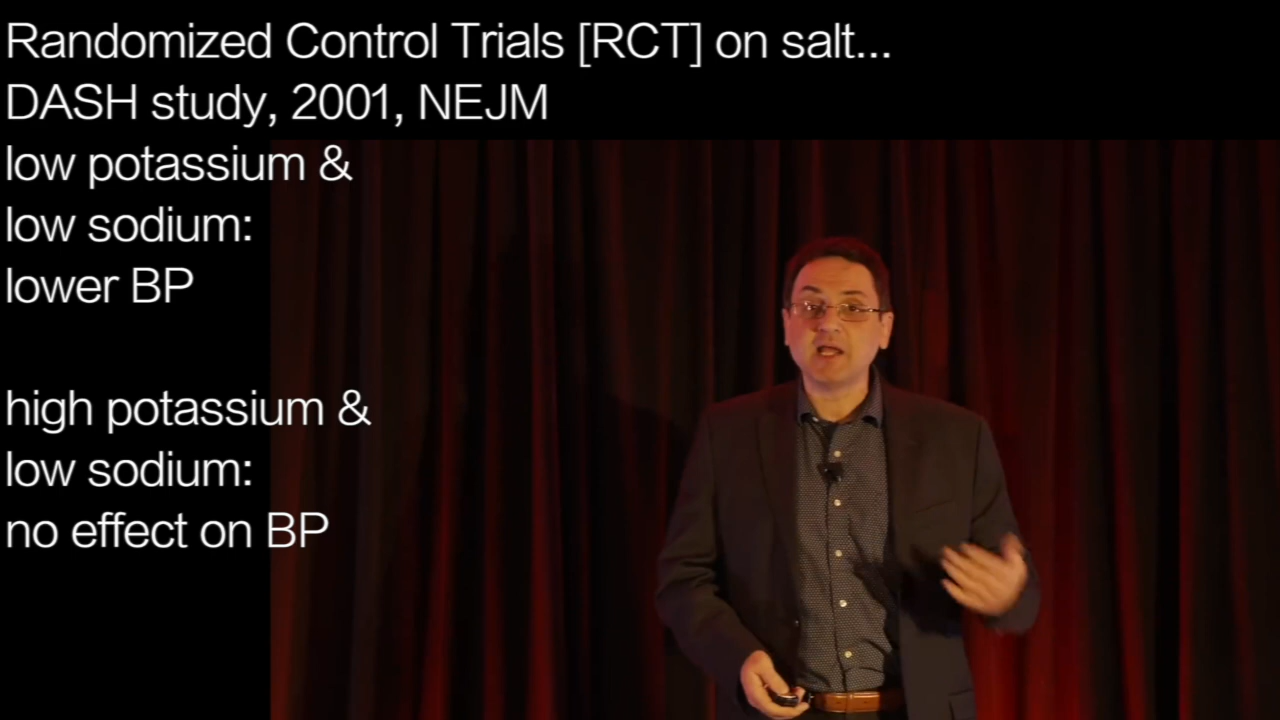 Randomized Control Trials [RCT] on salt...
DASH study, 2001, NEJM
low potassium &
low sodium:
lower BP
high potassium &
low sodium:
no effect on BP